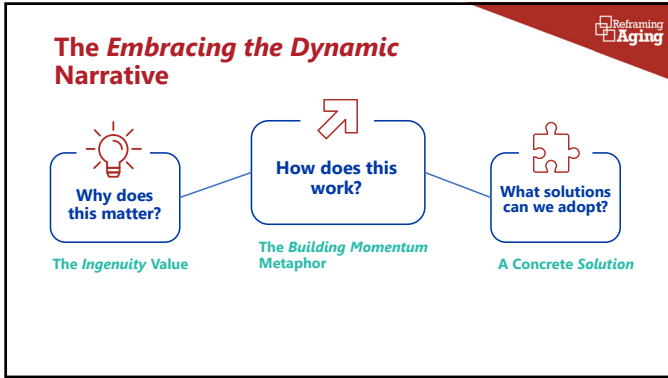 Reframing
Aging
The Embracing the Dynamic
Narrative
Why does
this matter?
How does this
work?
What solutions
can we adopt?
The Ingenuity Value
The Building Momentum
Metaphor
A Concrete Solution